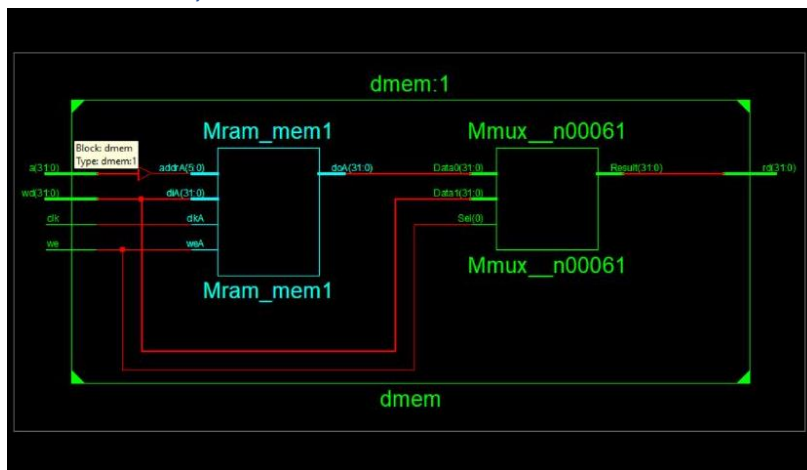 dmem:1
Mram_mem1
Mmux__n00061
Block: dmem
Type: dmem:1
a(31:0)
addrA(5:0)
doA(31:0)
Data0(31:0)
Result(31:0)
rd(31:0)
wd(31:0)
diA(31:0)
Data1(31:0)
clk
clkA
Sel(0)
we
weA
Mram_mem1
Mmux__n00061
dmem